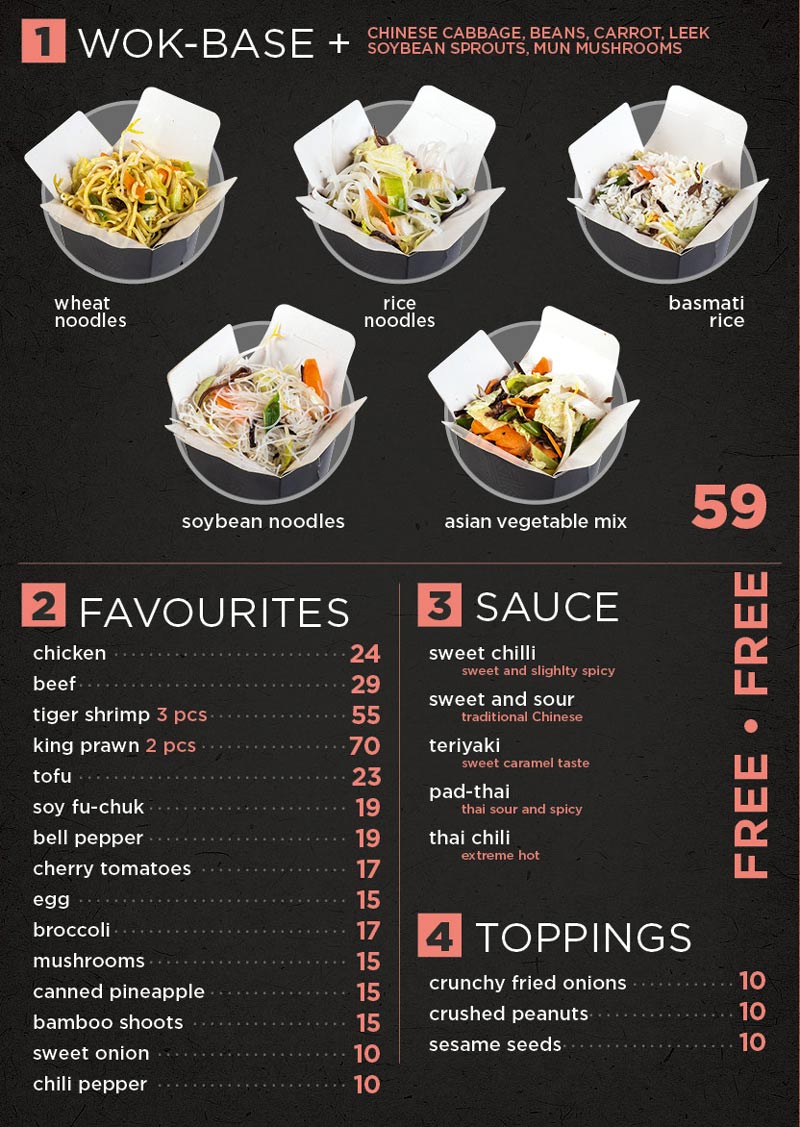 1 WOK-BASE + CHINESE CABBAGE, BEANS, CARROT, LEEK
SOYBEAN SPROUTS, MUN MUSHROOMS
wheat
noodles
rice
noodles
basmati
rice
soybean noodles
asian vegetable mix
59
2 FAVOURITES
chicken 24
beef 29
tiger shrimp 3 pcs 55
king prawn 2 pcs 70
tofu 23
soy fu-chuk 19
bell pepper 19
cherry tomatoes 17
egg 15
broccoli 17
mushrooms 15
canned pineapple 15
bamboo shoots 15
sweet onion 10
chili pepper 10
3 SAUCE
sweet chilli
sweet and slighlty spicy
sweet and sour
traditional Chinese
teriyaki
sweet caramel taste
pad-thai
thai sour and spicy
thai chili
extreme hot
FREE • FREE
4 TOPPINGS
crunchy fried onions 10
crushed peanuts 10
sesame seeds 10